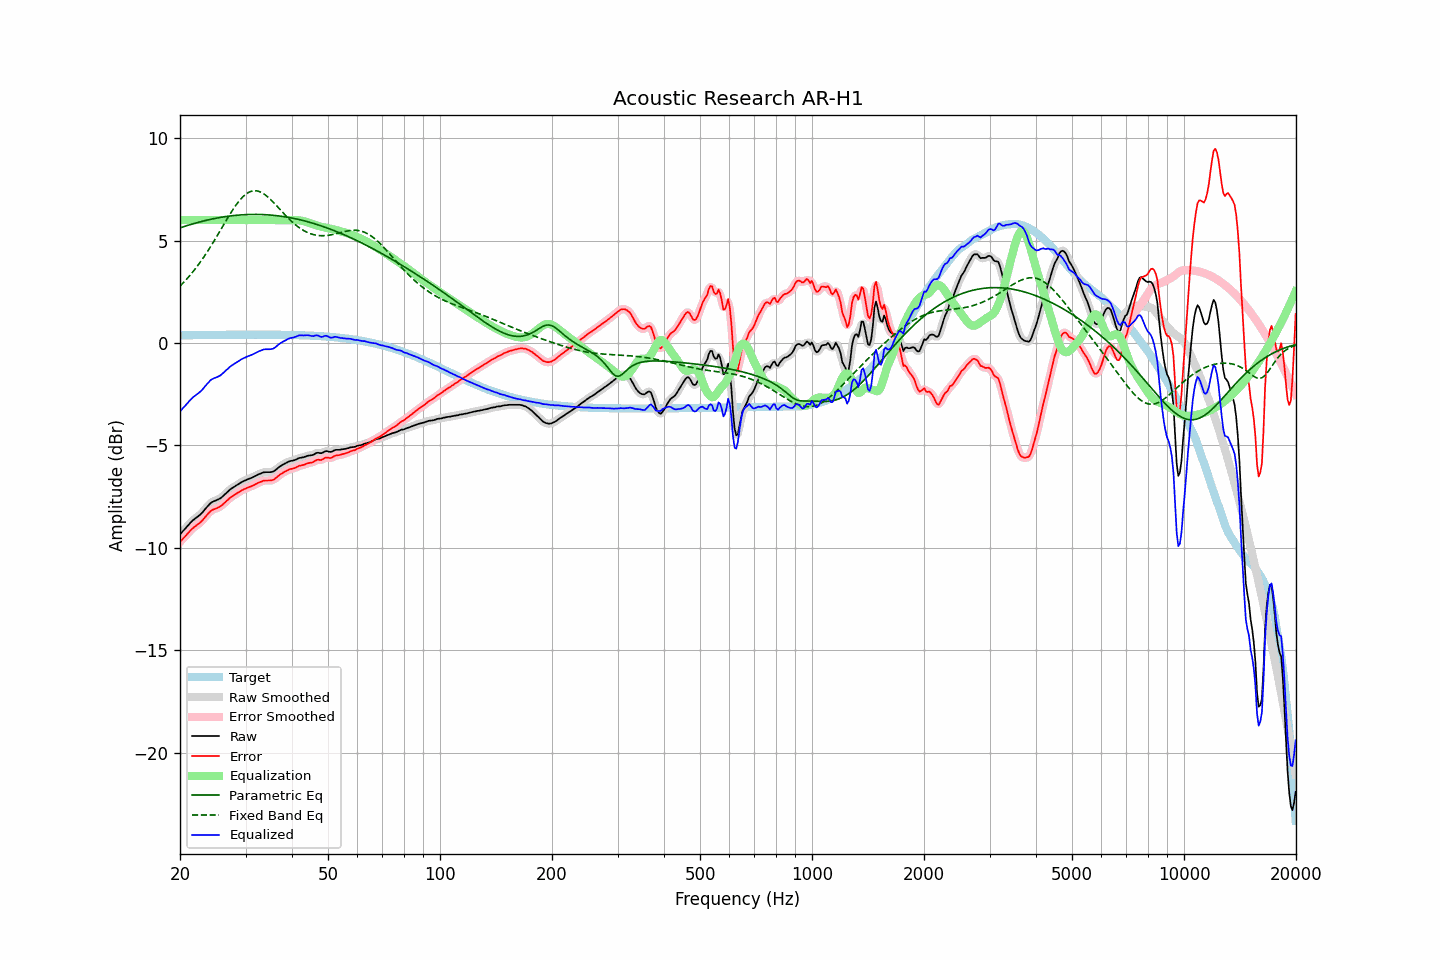 Acoustic Research AR-H1
Amplitude (dBr)
10
5
0
−5
−10
−15
−20
Target
Raw Smoothed
Error Smoothed
Raw
Error
Equalization
Parametric Eq
Fixed Band Eq
Equalized
20 50 100 200 500 1000 2000 5000 10000 20000
Frequency (Hz)